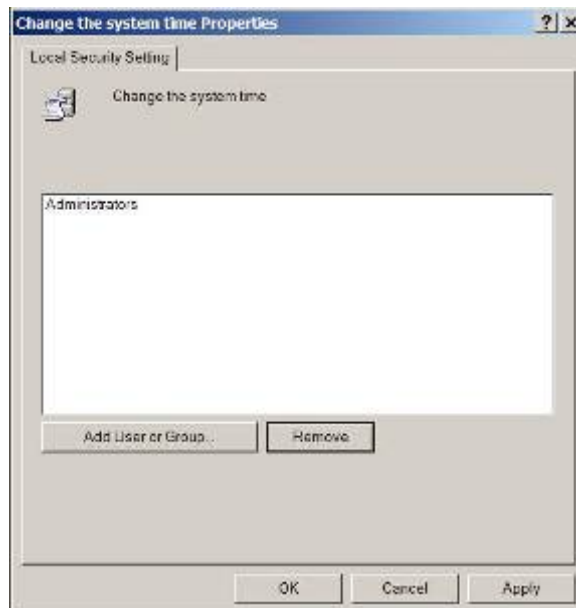 Change the system time Properties
Local Security Setting
Change the system time
Administrators
Add User or Group...
Remove
OK
Cancel
Apply